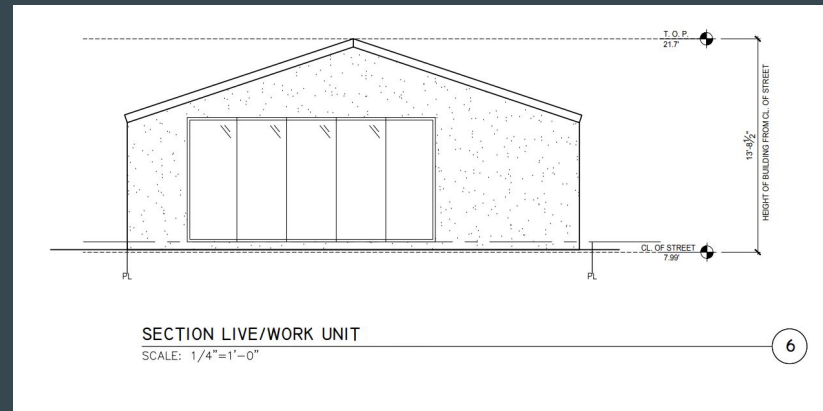 T. O. P.
21.7'
13'-8½"
HEIGHT OF BUILDING FROM CL. OF STREET
CL. OF STREET
7.99'
PL
PL
SECTION LIVE/WORK UNIT
SCALE: 1/4"=1'-0"
6